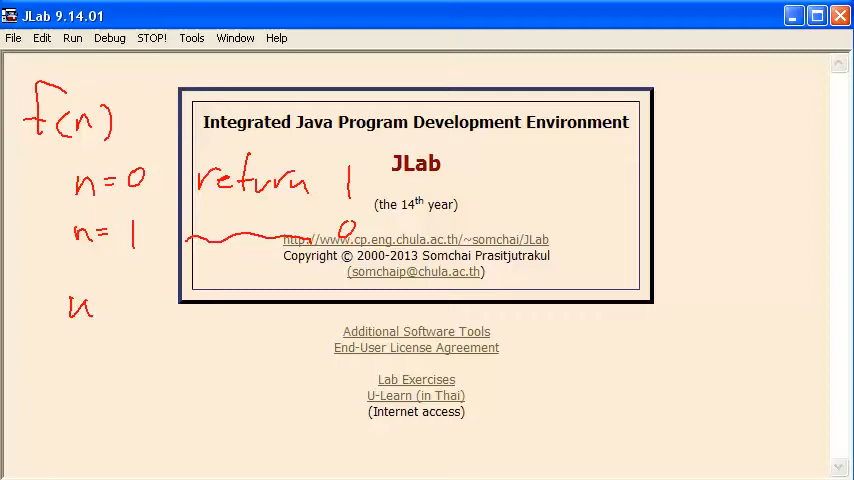 JLab 9.14.01
File Edit Run Debug STOP! Tools Window Help
f(n)
Integrated Java Program Development Environment
JLab
n=0 return 1
(the 14th year)
n=1 0
http://www.cp.eng.chula.ac.th/~somchai/JLab
Copyright © 2000-2013 Somchai Prasitjutrakul
(somchaip@chula.ac.th)
n
Additional Software Tools
End-User License Agreement
Lab Exercises
U-Learn (in Thai)
(Internet access)